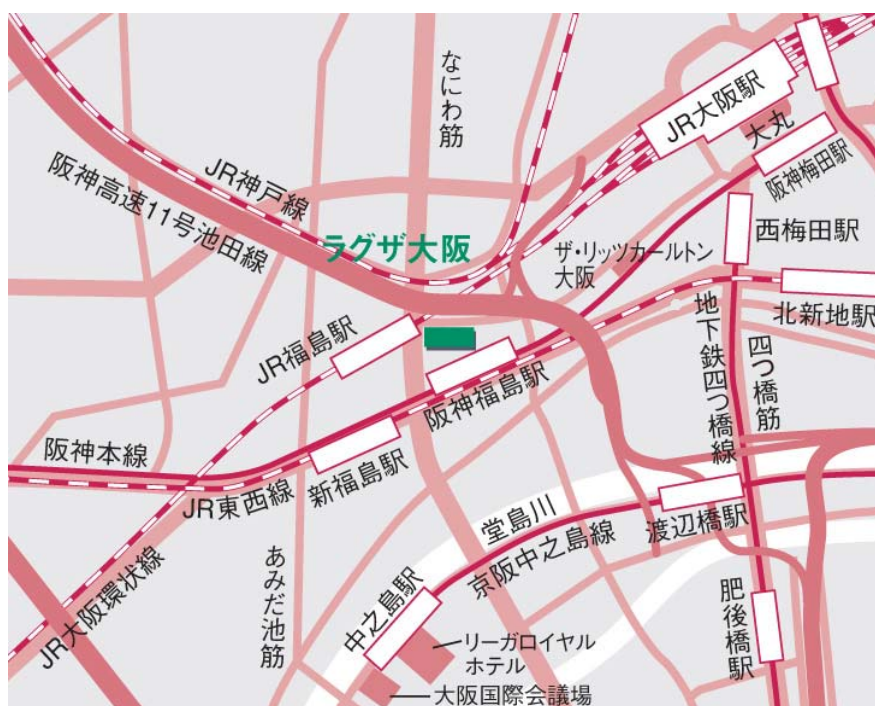 なにわ筋
JR大阪駅
大丸
阪神梅田駅
JR神戸線
阪神高速11号池田線
ラグザ大阪
ザ・リッツカールトン
大阪
西梅田駅
北新地駅
JR福島駅
阪神福島駅
地下鉄四つ橋線
四つ橋筋
阪神本線
新福島駅
JR東西線
堂島川
京阪中之島線
渡辺橋駅
あみだ池筋
JR大阪環状線
中之島駅
肥後橋駅
リーガロイヤル
ホテル
大阪国際会議場